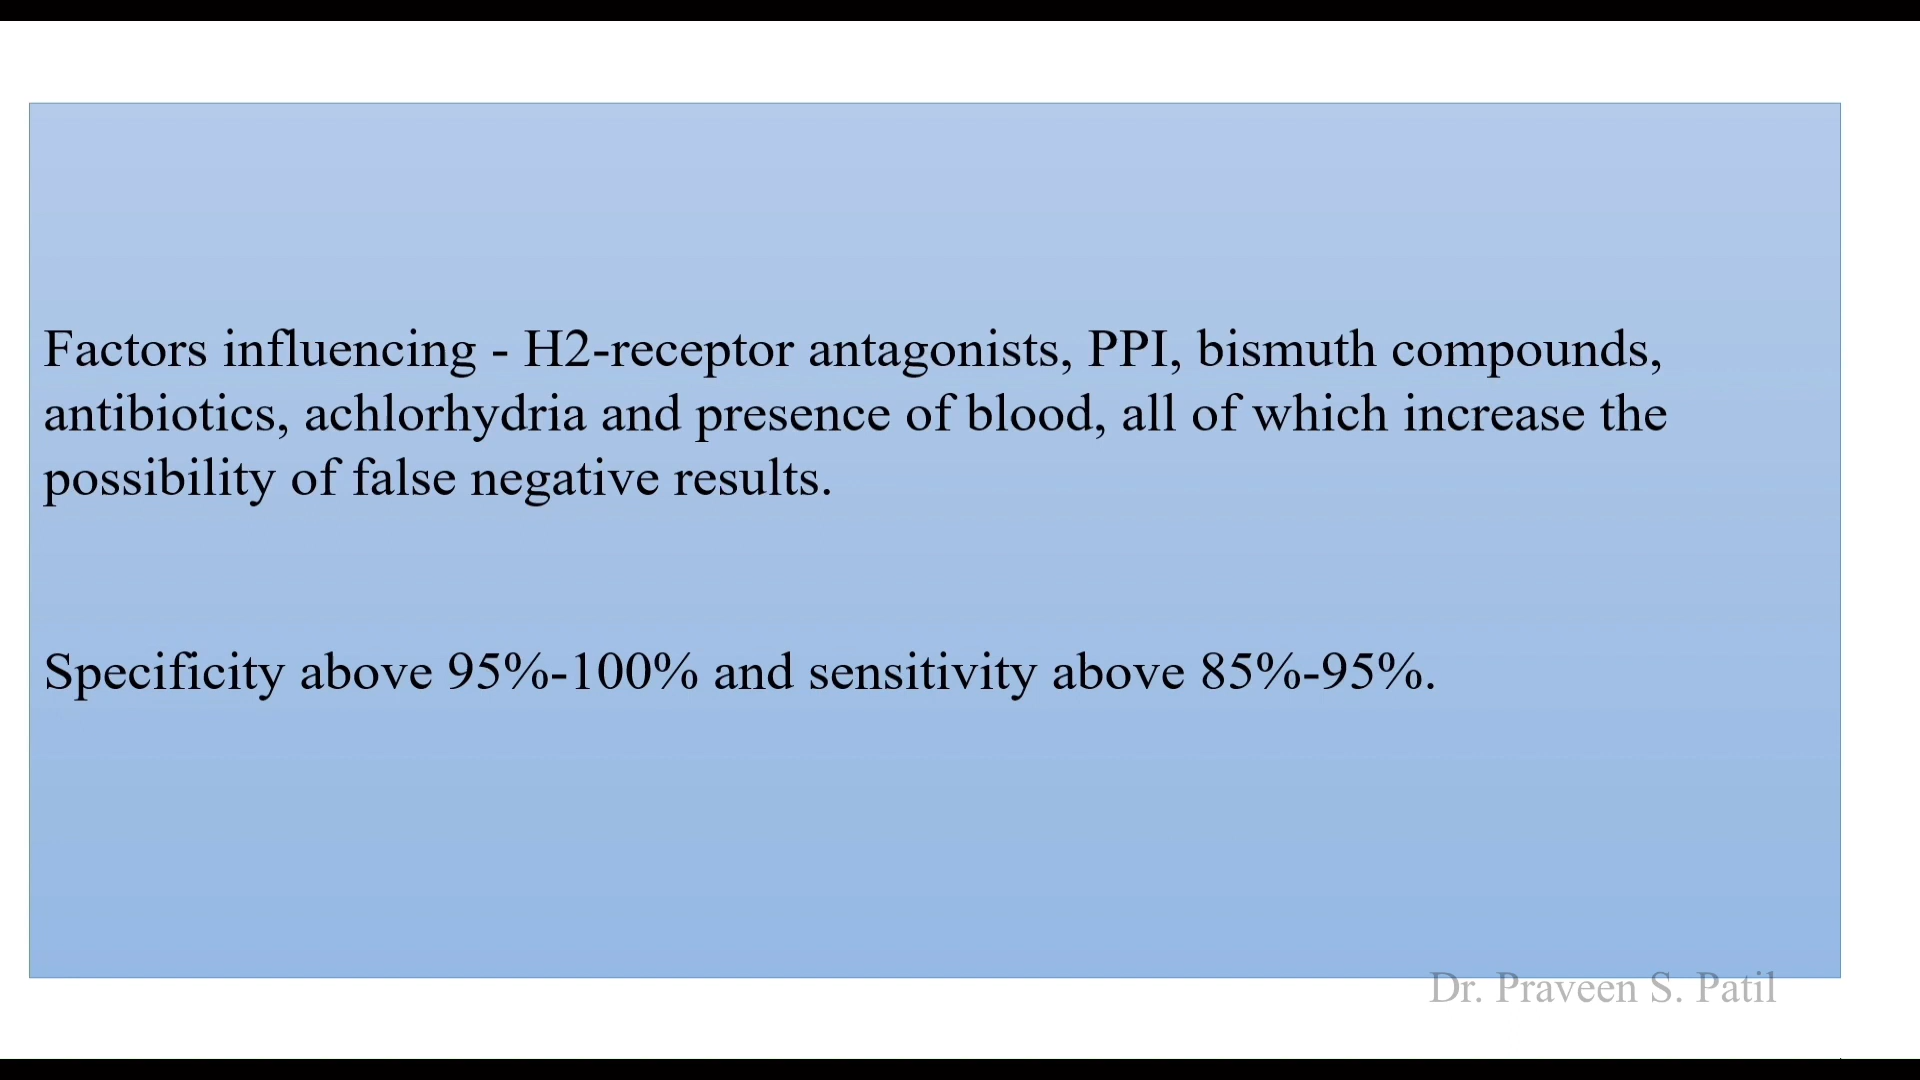 Factors influencing - H2-receptor antagonists, PPI, bismuth compounds,
antibiotics, achlorhydria and presence of blood, all of which increase the
possibility of false negative results.
Specificity above 95%-100% and sensitivity above 85%-95%.
Dr. Praveen S. Patil